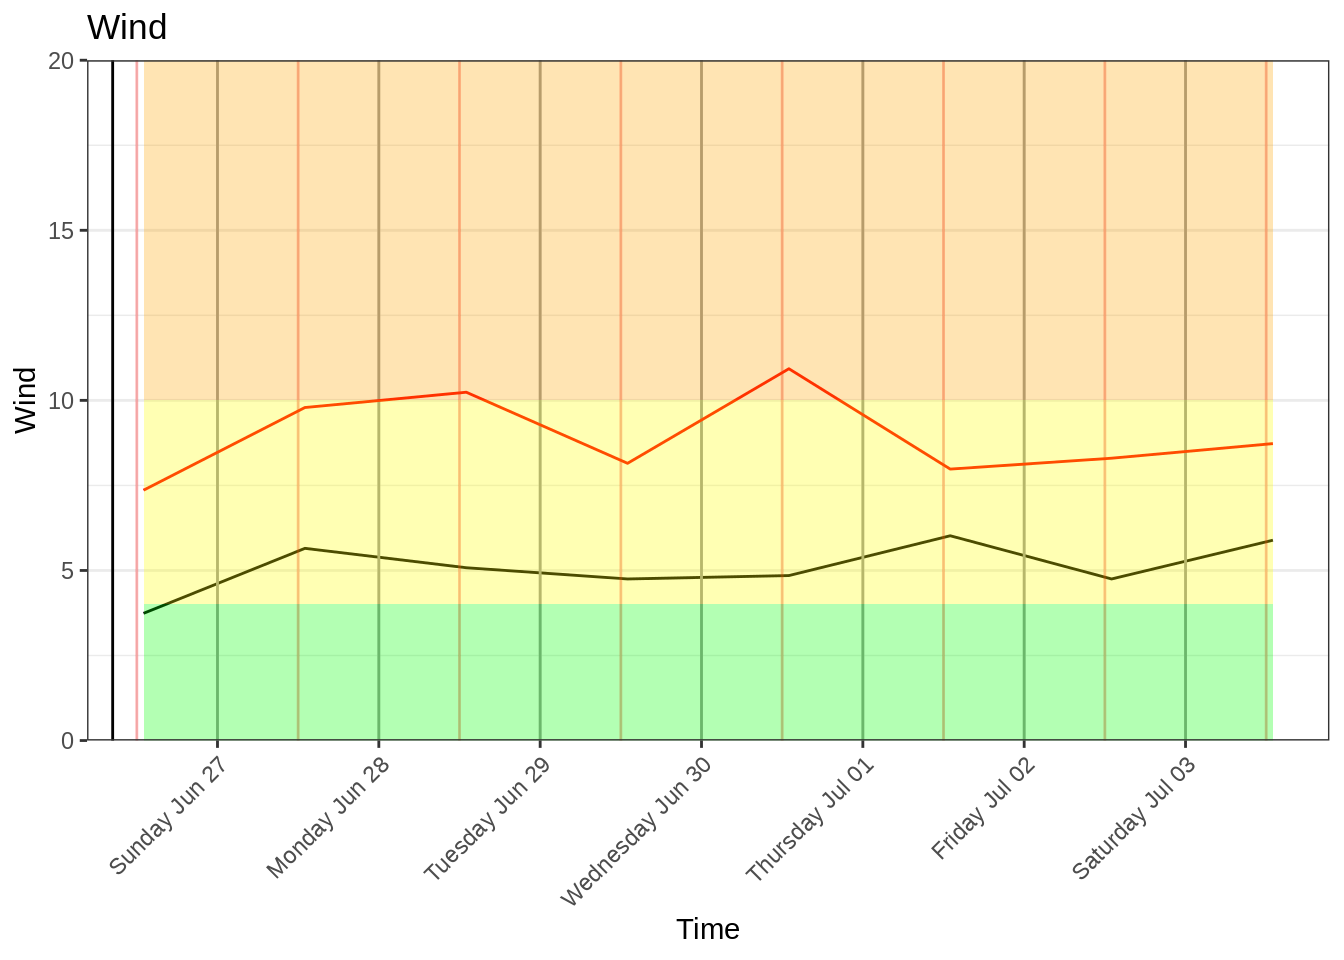 Wind
20
15
10
5
0
Wind
Sunday Jun 27
Monday Jun 28
Tuesday Jun 29
Wednesday Jun 30
Thursday Jul 01
Friday Jul 02
Saturday Jul 03
Time